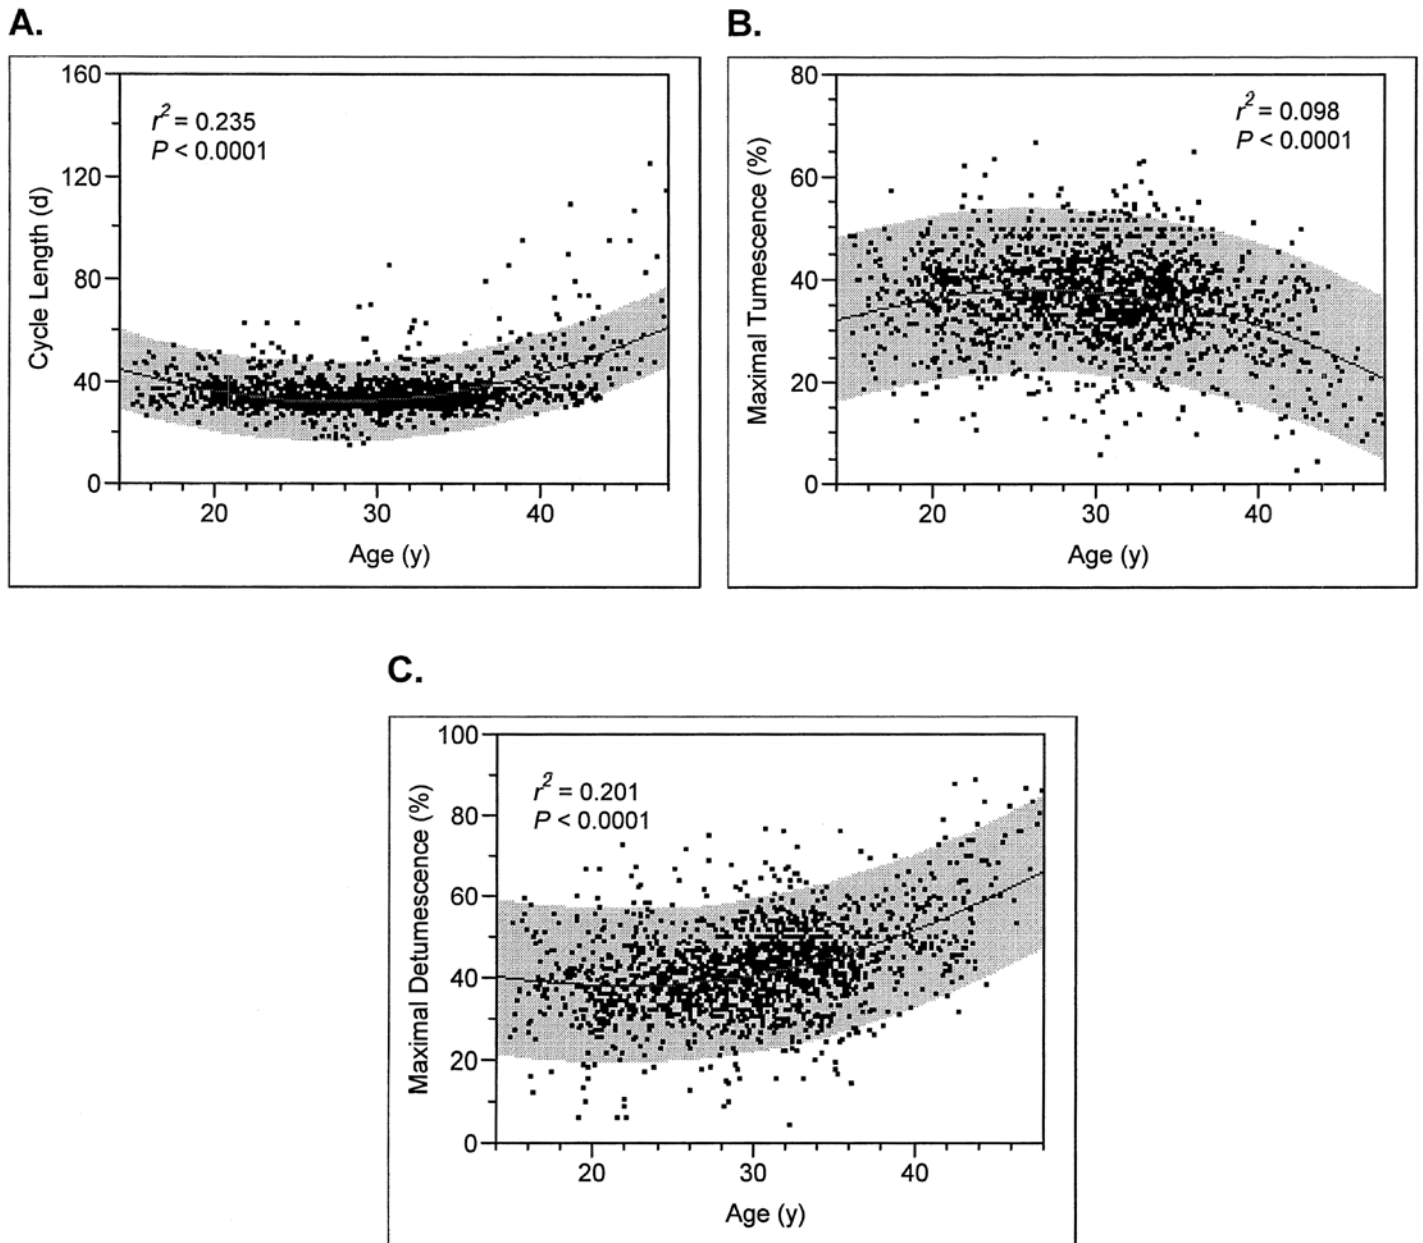 A.
160
120
80
40
0
Cycle Length (d)
r² = 0.235
P < 0.0001
20 30 40
Age (y)
B.
80
60
40
20
0
Maximal Tumescence (%)
r² = 0.098
P < 0.0001
20 30 40
Age (y)
C.
100
80
60
40
20
0
Maximal Detumescence (%)
r² = 0.201
P < 0.0001
20 30 40
Age (y)